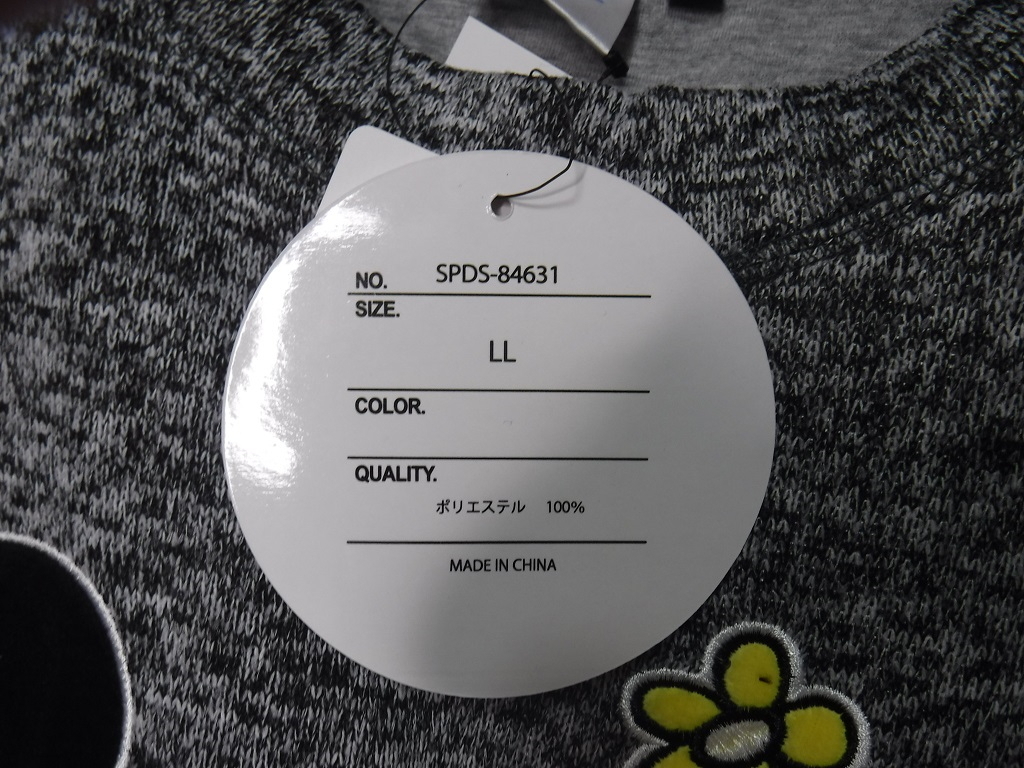 NO. SPDS-84631
SIZE.
LL
COLOR.
QUALITY.
ポリエステル 100%
MADE IN CHINA